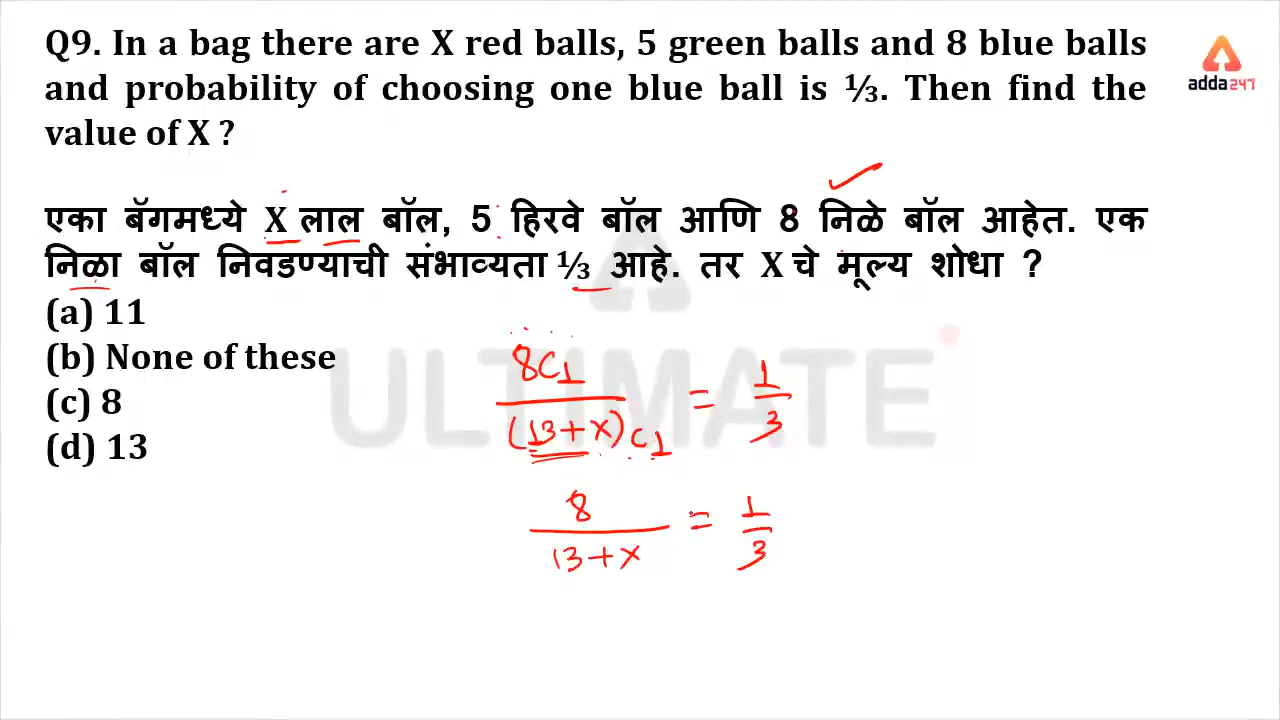 Q9. In a bag there are X red balls, 5 green balls and 8 blue balls
and probability of choosing one blue ball is ⅓. Then find the
value of X ?
adda247
एका बॅगमध्ये X लाल बॉल, 5 हिरवे बॉल आणि 8 निळे बॉल आहेत. एक
निळा बॉल निवडण्याची संभाव्यता ⅓ आहे. तर X चे मूल्य शोधा ?
(a) 11
(b) None of these
(c) 8
(d) 13
ULTIMATE
8C1 / (13+x)C1 = 1/3
8 / 13+x = 1/3